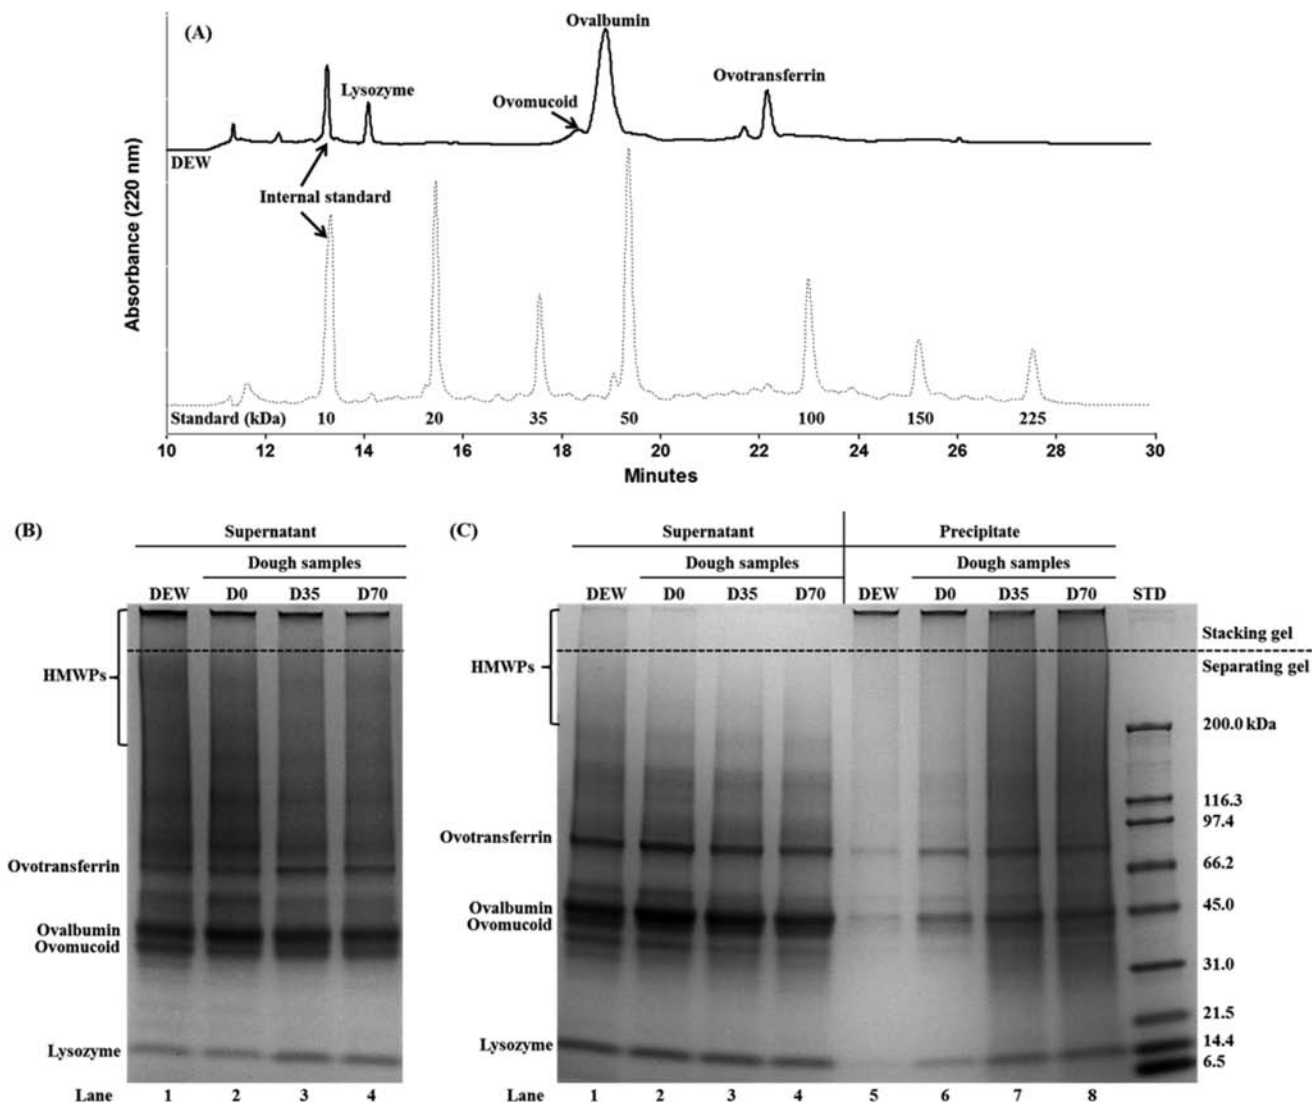 (A)
Ovalbumin
Lysozyme
Ovomucoid
Ovotransferrin
DEW
Internal standard
Absorbance (220 nm)
Standard (kDa) 10 20 35 50 100 150 225
10 12 14 16 18 20 22 24 26 28 30
Minutes
(B)
Supernatant
Dough samples
DEW D0 D35 D70
HMWPs
Ovotransferrin
Ovalbumin
Ovomucoid
Lysozyme
Lane 1 2 3 4
(C)
Supernatant Precipitate
Dough samples Dough samples
DEW D0 D35 D70 DEW D0 D35 D70 STD
Stacking gel
HMWPs
Separating gel
200.0 kDa
116.3
97.4
Ovotransferrin
66.2
Ovalbumin
45.0
Ovomucoid
31.0
21.5
Lysozyme
14.4
6.5
Lane 1 2 3 4 5 6 7 8